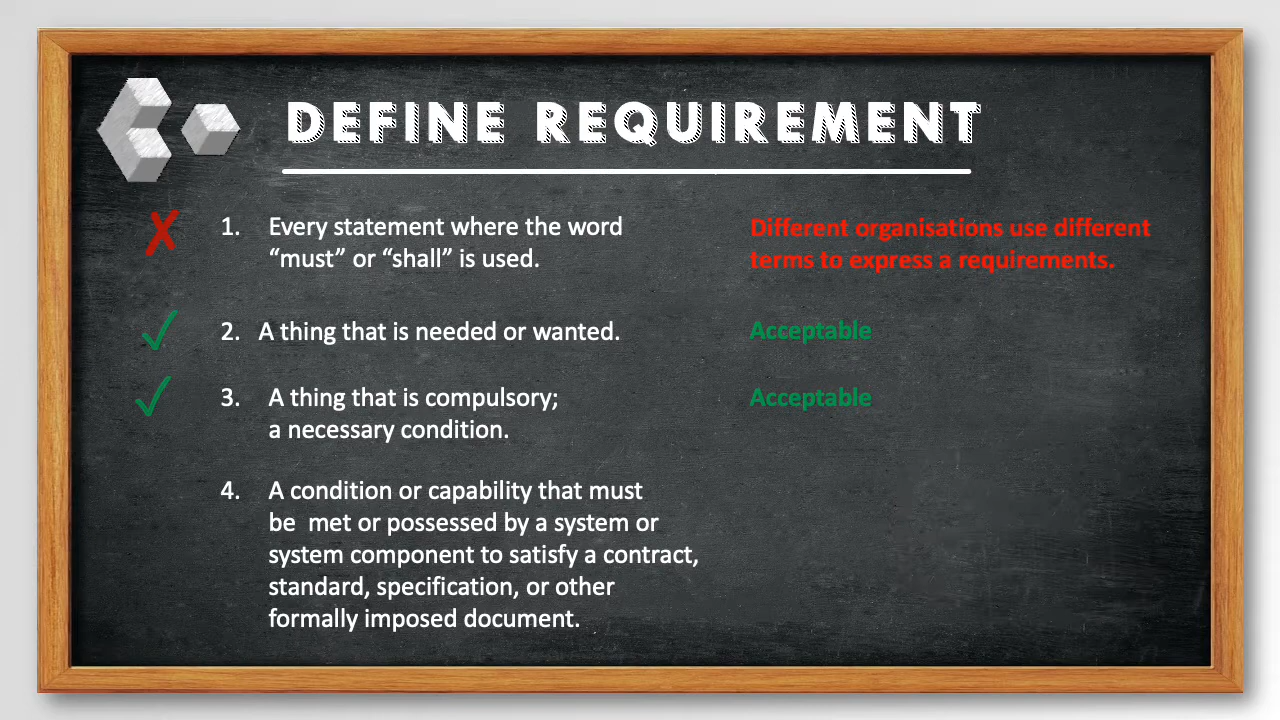 DEFINE REQUIREMENT
1. Every statement where the word
“must” or “shall” is used.
Different organisations use different
terms to express a requirements.
2. A thing that is needed or wanted.
Acceptable
3. A thing that is compulsory;
a necessary condition.
Acceptable
4. A condition or capability that must
be met or possessed by a system or
system component to satisfy a contract,
standard, specification, or other
formally imposed document.